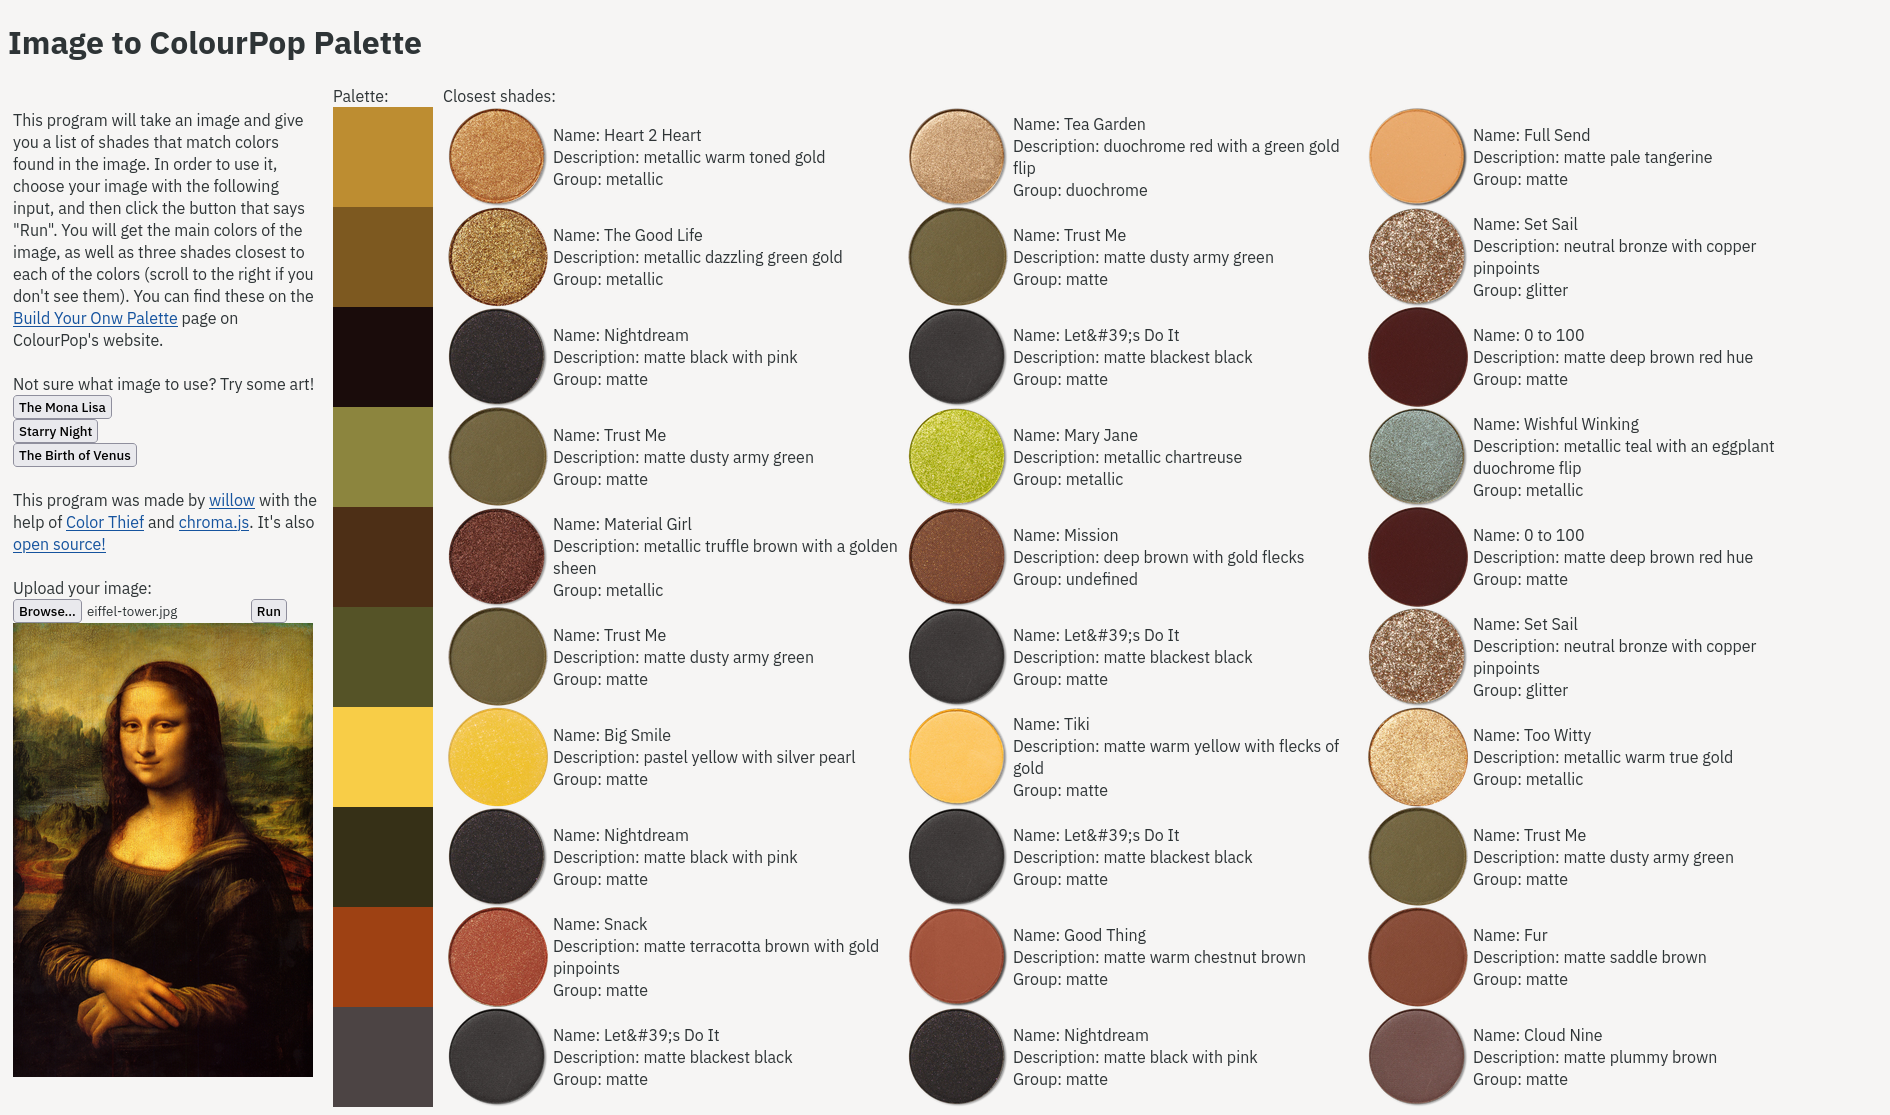 Image to ColourPop Palette
This program will take an image and give
you a list of shades that match colors
found in the image. In order to use it,
choose your image with the following
input, and then click the button that says
"Run". You will get the main colors of the
image, as well as three shades closest to
each of the colors (scroll to the right if you
don't see them). You can find these on the
Build Your Onw Palette page on
ColourPop's website.
Not sure what image to use? Try some art!
The Mona Lisa
Starry Night
The Birth of Venus
This program was made by willow with the
help of Color Thief and chroma.js. It's also
open source!
Upload your image:
Browse... eiffel-tower.jpg Run
Palette:
Closest shades:
Name: Heart 2 Heart
Description: metallic warm toned gold
Group: metallic
Name: Tea Garden
Description: duochrome red with a green gold
flip
Group: duochrome
Name: Full Send
Description: matte pale tangerine
Group: matte
Name: The Good Life
Description: metallic dazzling green gold
Group: metallic
Name: Trust Me
Description: matte dusty army green
Group: matte
Name: Set Sail
Description: neutral bronze with copper
pinpoints
Group: glitter
Name: Nightdream
Description: matte black with pink
Group: matte
Name: Let&#39;s Do It
Description: matte blackest black
Group: matte
Name: 0 to 100
Description: matte deep brown red hue
Group: matte
Name: Trust Me
Description: matte dusty army green
Group: matte
Name: Mary Jane
Description: metallic chartreuse
Group: metallic
Name: Wishful Winking
Description: metallic teal with an eggplant
duochrome flip
Group: metallic
Name: Material Girl
Description: metallic truffle brown with a golden
sheen
Group: metallic
Name: Mission
Description: deep brown with gold flecks
Group: undefined
Name: 0 to 100
Description: matte deep brown red hue
Group: matte
Name: Trust Me
Description: matte dusty army green
Group: matte
Name: Let&#39;s Do It
Description: matte blackest black
Group: matte
Name: Set Sail
Description: neutral bronze with copper
pinpoints
Group: glitter
Name: Big Smile
Description: pastel yellow with silver pearl
Group: matte
Name: Tiki
Description: matte warm yellow with flecks of
gold
Group: matte
Name: Too Witty
Description: metallic warm true gold
Group: metallic
Name: Nightdream
Description: matte black with pink
Group: matte
Name: Let&#39;s Do It
Description: matte blackest black
Group: matte
Name: Trust Me
Description: matte dusty army green
Group: matte
Name: Snack
Description: matte terracotta brown with gold
pinpoints
Group: matte
Name: Good Thing
Description: matte warm chestnut brown
Group: matte
Name: Fur
Description: matte saddle brown
Group: matte
Name: Let&#39;s Do It
Description: matte blackest black
Group: matte
Name: Nightdream
Description: matte black with pink
Group: matte
Name: Cloud Nine
Description: matte plummy brown
Group: matte